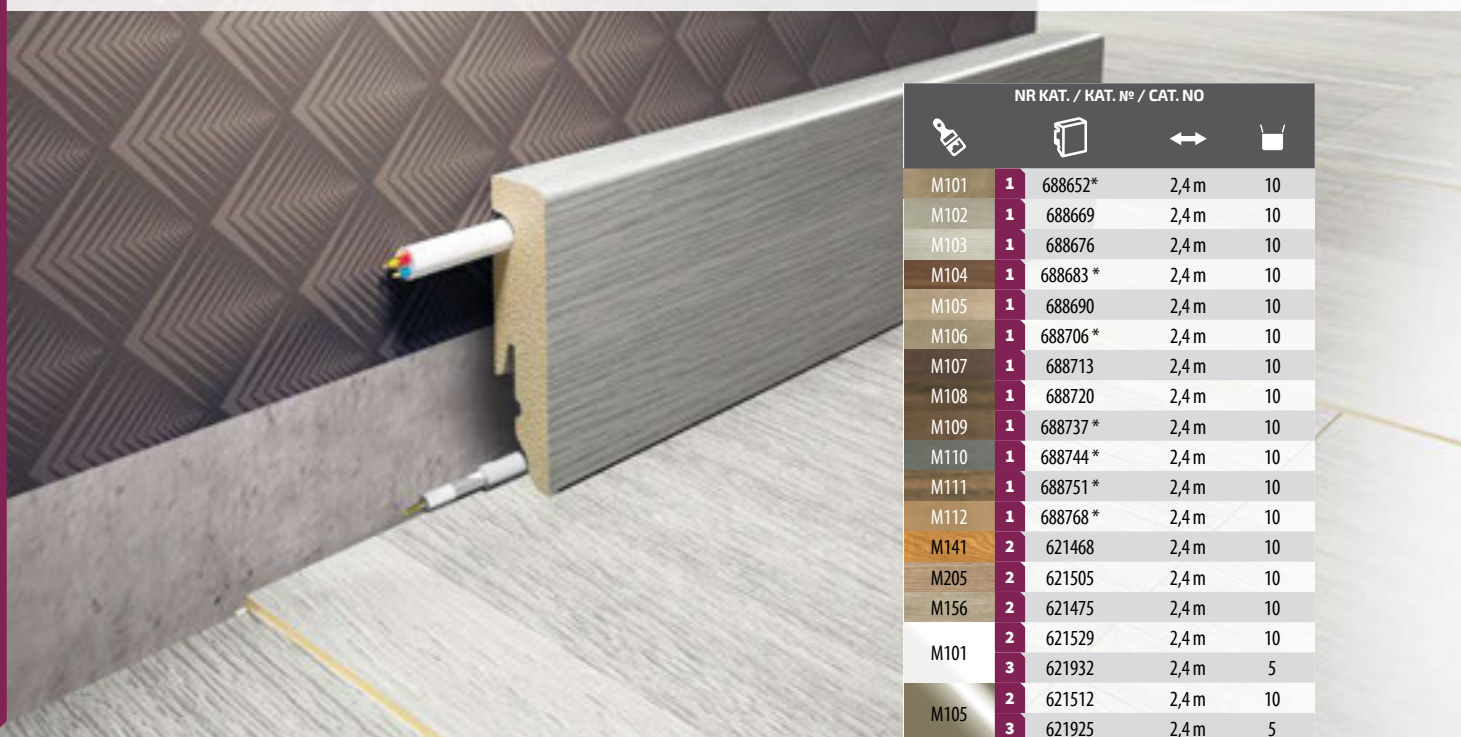 NR KAT. / КАТ. № / CAT. NO
M101 1 688652* 2,4 m 10
M102 1 688669 2,4 m 10
M103 1 688676 2,4 m 10
M104 1 688683 * 2,4 m 10
M105 1 688690 2,4 m 10
M106 1 688706 * 2,4 m 10
M107 1 688713 2,4 m 10
M108 1 688720 2,4 m 10
M109 1 688737 * 2,4 m 10
M110 1 688744 * 2,4 m 10
M111 1 688751 * 2,4 m 10
M112 1 688768 * 2,4 m 10
M141 2 621468 2,4 m 10
M205 2 621505 2,4 m 10
M156 2 621475 2,4 m 10
M101 2 621529 2,4 m 10
3 621932 2,4 m 5
M105 2 621512 2,4 m 10
3 621925 2,4 m 5